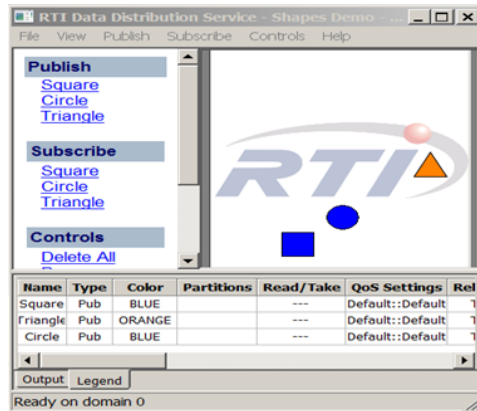 RTI Data Distribution Service - Shapes Demo - ...
File View Publish Subscribe Controls Help
Publish
Square
Circle
Triangle
Subscribe
Square
Circle
Triangle
Controls
Delete All
RTI
Name Type Color Partitions Read/Take QoS Settings Rel
Square Pub BLUE --- Default::Default
Triangle Pub ORANGE --- Default::Default
Circle Pub BLUE --- Default::Default
Output Legend
Ready on domain 0